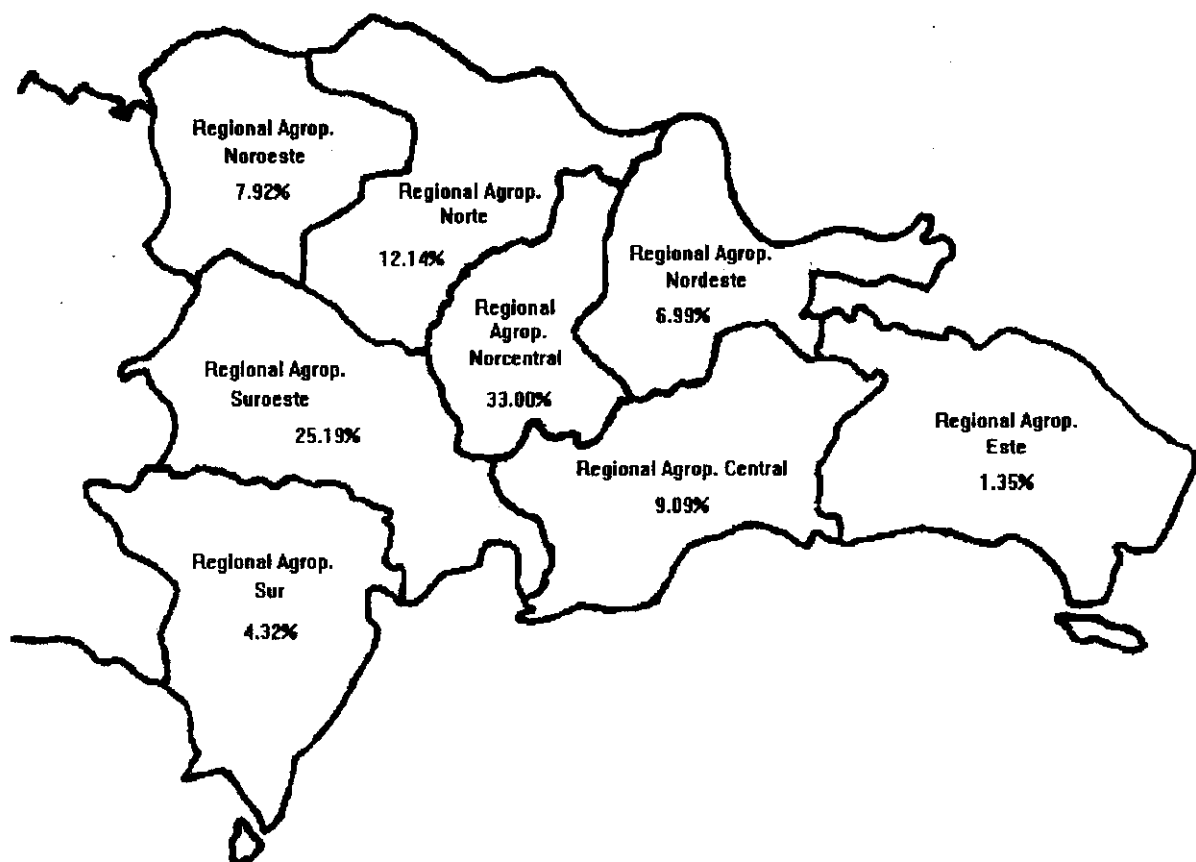 Regional Agrop.
Noroeste
7.92%
Regional Agrop.
Norte
12.14%
Regional Agrop.
Nordeste
6.99%
Regional
Agrop.
Norcentral
33.00%
Regional Agrop.
Suroeste
25.19%
Regional Agrop.
Este
1.35%
Regional Agrop. Central
9.09%
Regional Agrop.
Sur
4.32%